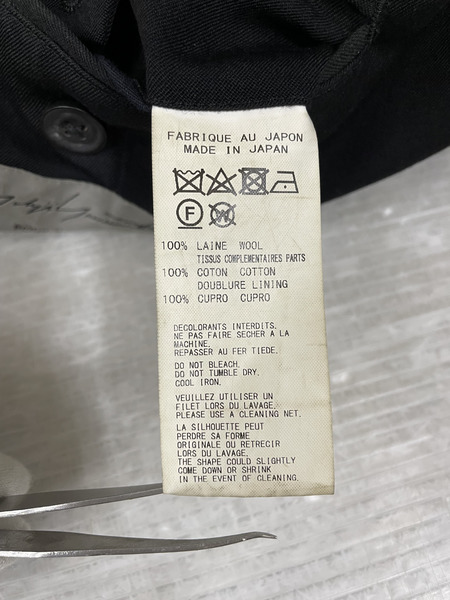 FABRIQUE AU JAPON
MADE IN JAPAN
F W
100% LAINE WOOL
TISSUS COMPLEMENTAIRES PARTS
100% COTON COTTON
DOUBLURE LINING
100% CUPRO CUPRO
DECOLORANTS INTERDITS.
NE PAS FAIRE SECHER A LA
MACHINE.
REPASSER AU FER TIEDE.
DO NOT BLEACH.
DO NOT TUMBLE DRY.
COOL IRON.
VEUILLEZ UTILISER UN
FILET LORS DU LAVAGE.
PLEASE USE A CLEANING NET.
LA SILHOUETTE PEUT
PERDRE SA FORME
ORIGINALE OU RETRECIR
LORS DU LAVAGE.
THE SHAPE COULD SLIGHTLY
COME DOWN OR SHRINK
IN THE EVENT OF CLEANING.